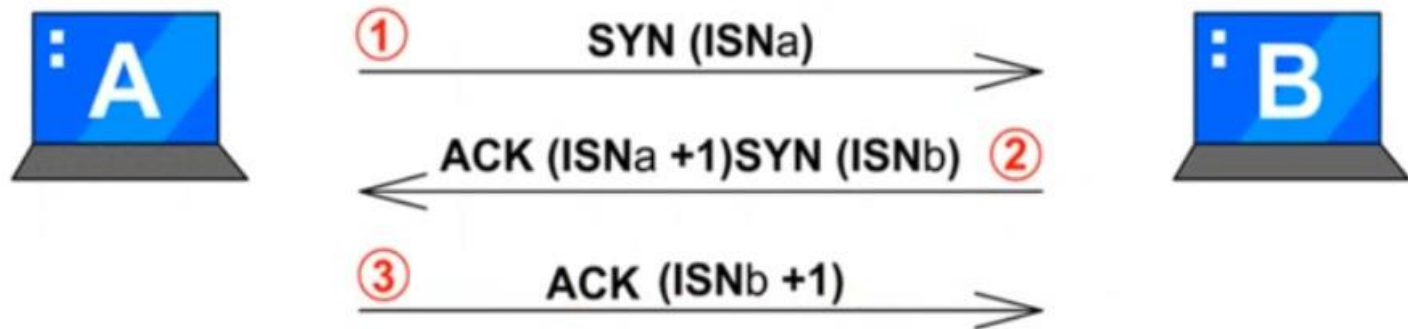 A
B
① SYN (ISNa)
ACK (ISNa +1)SYN (ISNb) ②
③ ACK (ISNb +1)